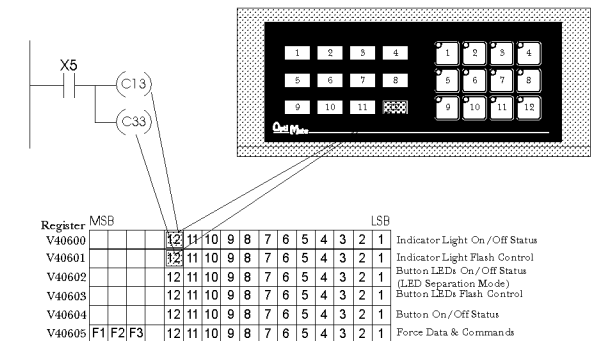 X5
C13
C33
1 2 3 4
5 6 7 8
9 10 11
1 2 3 4
5 6 7 8
9 10 11 12
Opti Mate
Register MSB LSB
V40600 12 11 10 9 8 7 6 5 4 3 2 1 Indicator Light On/Off Status
V40601 12 11 10 9 8 7 6 5 4 3 2 1 Indicator Light Flash Control
V40602 12 11 10 9 8 7 6 5 4 3 2 1 Button LEDs On/Off Status
(LED Separation Mode)
V40603 12 11 10 9 8 7 6 5 4 3 2 1 Button LEDs Flash Control
V40604 12 11 10 9 8 7 6 5 4 3 2 1 Button On/Off Status
V40605 F1 F2 F3 12 11 10 9 8 7 6 5 4 3 2 1 Force Data & Commands